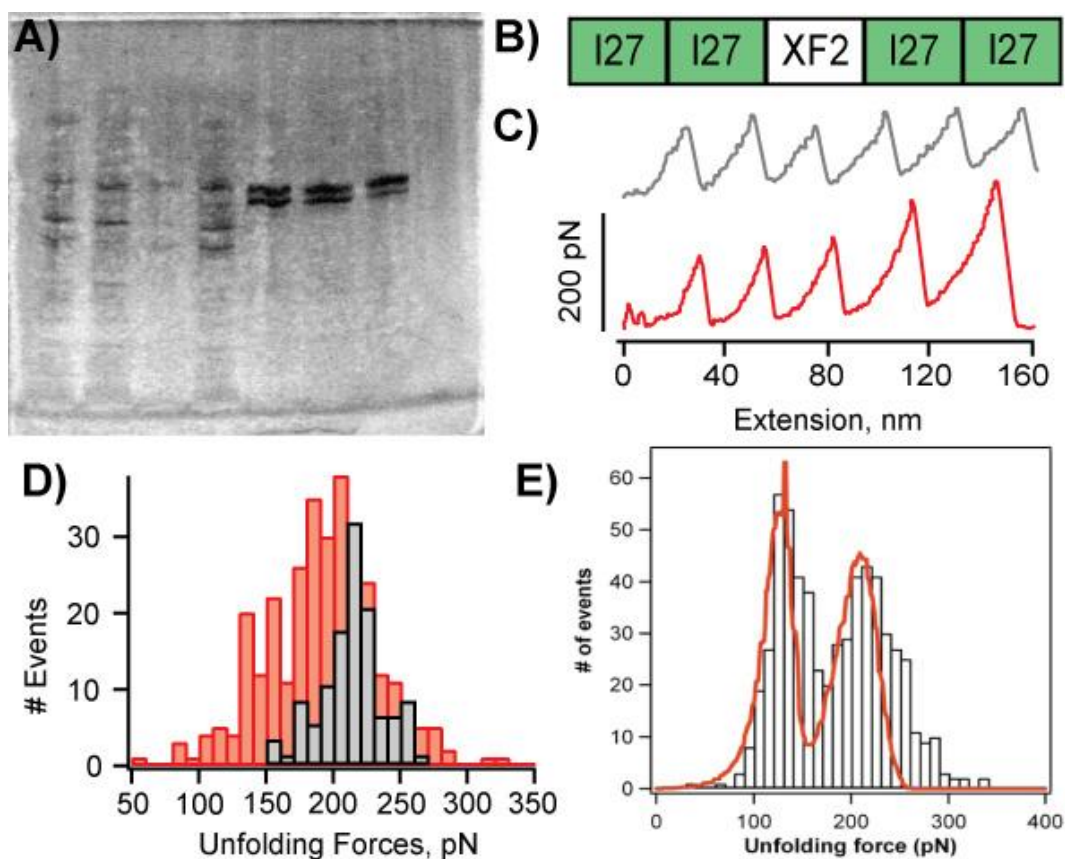 A)
B)
I27 I27 XF2 I27 I27
C)
200 pN
0 40 80 120 160
Extension, nm
D)
# Events
30
20
10
0
50 100 150 200 250 300 350
Unfolding Forces, pN
E)
# of events
60
50
40
30
20
10
0
0 100 200 300 400
Unfolding force (pN)